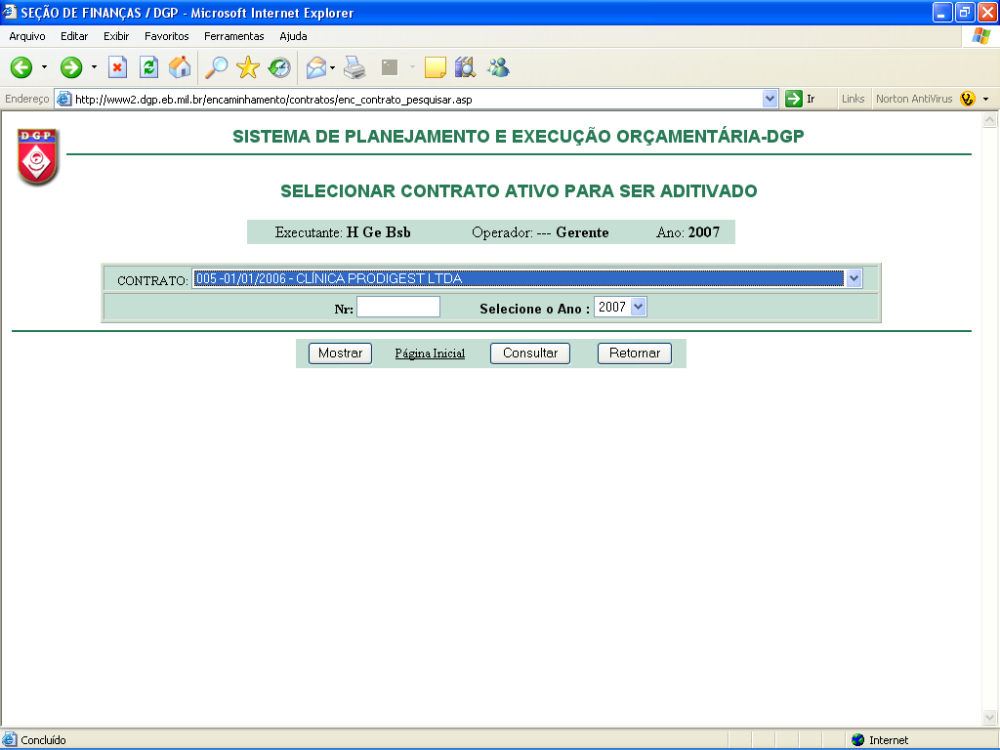 SEÇÃO DE FINANÇAS / DGP - Microsoft Internet Explorer
Arquivo Editar Exibir Favoritos Ferramentas Ajuda
Endereço http://www2.dgp.eb.mil.br/encaminhamento/contratos/enc_contrato_pesquisar.asp Ir Links Norton AntiVirus
DGP
SISTEMA DE PLANEJAMENTO E EXECUÇÃO ORÇAMENTÁRIA-DGP
SELECIONAR CONTRATO ATIVO PARA SER ADITIVADO
Executante: H Ge Bsb Operador: --- Gerente Ano: 2007
CONTRATO: 005 -01/01/2006 - CLÍNICA PRODIGEST LTDA
Nr: Selecione o Ano : 2007
Mostrar Página Inicial Consultar Retornar
Concluído Internet